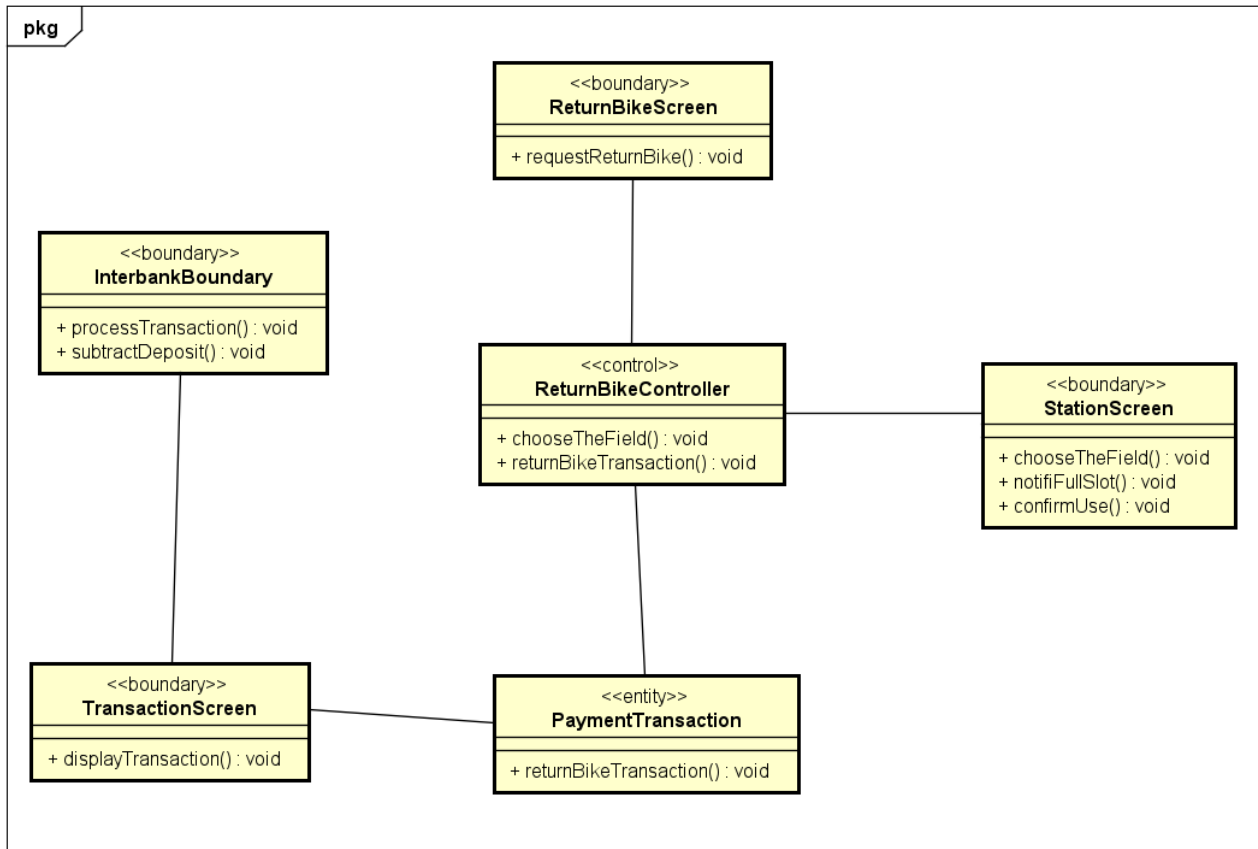 pkg
<<boundary>>
ReturnBikeScreen
+ requestReturnBike() : void
<<boundary>>
InterbankBoundary
+ processTransaction() : void
+ subtractDeposit() : void
<<control>>
ReturnBikeController
+ chooseTheField() : void
+ returnBikeTransaction() : void
<<boundary>>
StationScreen
+ chooseTheField() : void
+ notifiFullSlot() : void
+ confirmUse() : void
<<boundary>>
TransactionScreen
+ displayTransaction() : void
<<entity>>
PaymentTransaction
+ returnBikeTransaction() : void